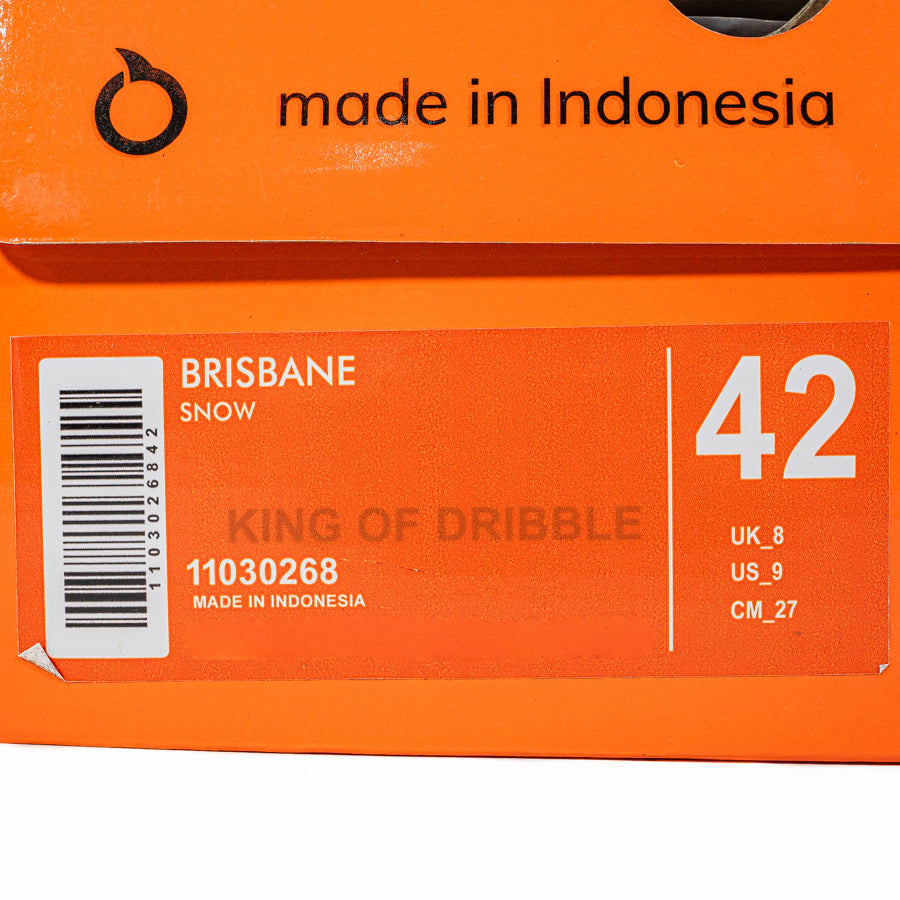 made in Indonesia
BRISBANE
SNOW
1103026842
KING OF DRIBBLE
11030268
MADE IN INDONESIA
42
UK_8
US_9
CM_27